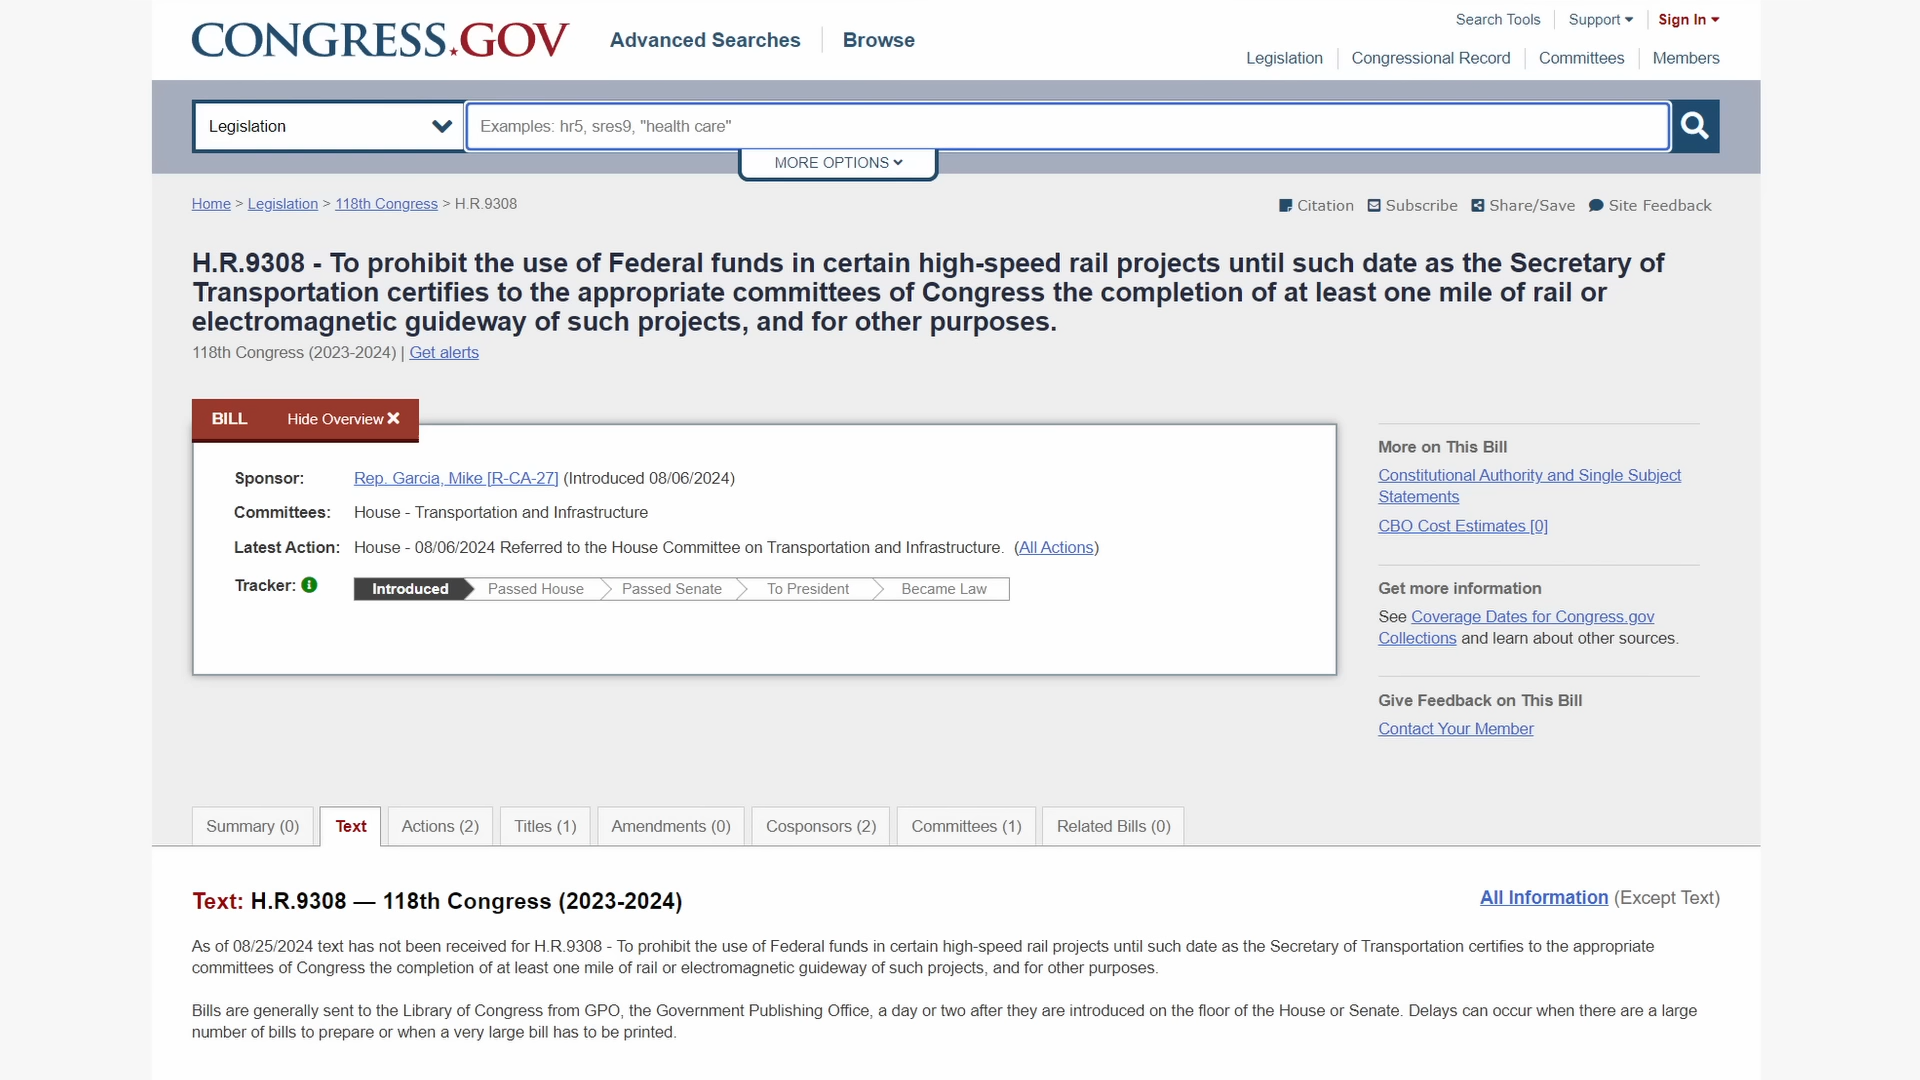 CONGRESS.GOV
Advanced Searches
Browse
Search Tools
Support
Sign In
Legislation
Congressional Record
Committees
Members
Legislation
Examples: hr5, sres9, "health care"
MORE OPTIONS
Home > Legislation > 118th Congress > H.R.9308
Citation
Subscribe
Share/Save
Site Feedback
H.R.9308 - To prohibit the use of Federal funds in certain high-speed rail projects until such date as the Secretary of
Transportation certifies to the appropriate committees of Congress the completion of at least one mile of rail or
electromagnetic guideway of such projects, and for other purposes.
118th Congress (2023-2024) | Get alerts
BILL
Hide Overview
Sponsor: Rep. Garcia, Mike [R-CA-27] (Introduced 08/06/2024)
Committees: House - Transportation and Infrastructure
Latest Action: House - 08/06/2024 Referred to the House Committee on Transportation and Infrastructure. (All Actions)
Tracker:
Introduced
Passed House
Passed Senate
To President
Became Law
More on This Bill
Constitutional Authority and Single Subject
Statements
CBO Cost Estimates [0]
Get more information
See Coverage Dates for Congress.gov
Collections and learn about other sources.
Give Feedback on This Bill
Contact Your Member
Summary (0)
Text
Actions (2)
Titles (1)
Amendments (0)
Cosponsors (2)
Committees (1)
Related Bills (0)
Text: H.R.9308 — 118th Congress (2023-2024)
All Information (Except Text)
As of 08/25/2024 text has not been received for H.R.9308 - To prohibit the use of Federal funds in certain high-speed rail projects until such date as the Secretary of Transportation certifies to the appropriate
committees of Congress the completion of at least one mile of rail or electromagnetic guideway of such projects, and for other purposes.
Bills are generally sent to the Library of Congress from GPO, the Government Publishing Office, a day or two after they are introduced on the floor of the House or Senate. Delays can occur when there are a large
number of bills to prepare or when a very large bill has to be printed.